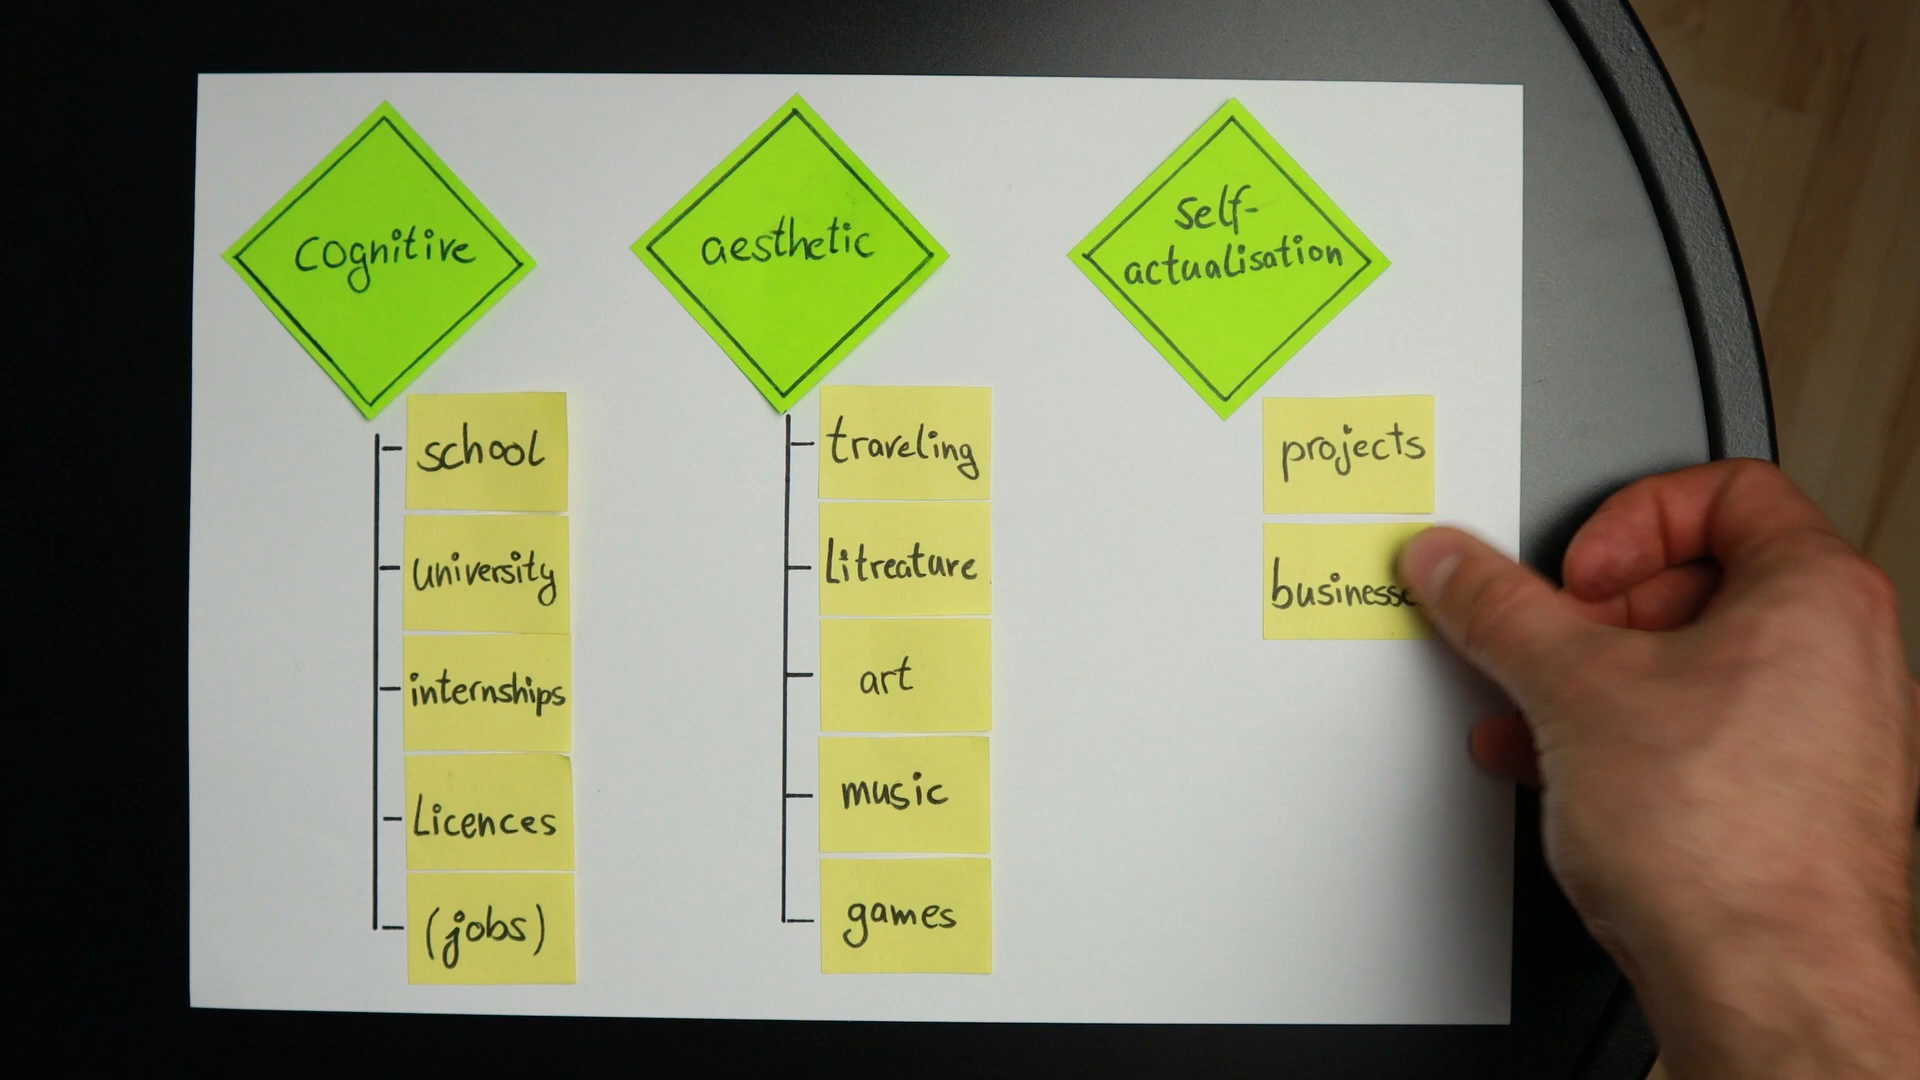 cognitive
school
university
internships
Licences
(jobs)
aesthetic
traveling
Litreature
art
music
games
self-
actualisation
projects